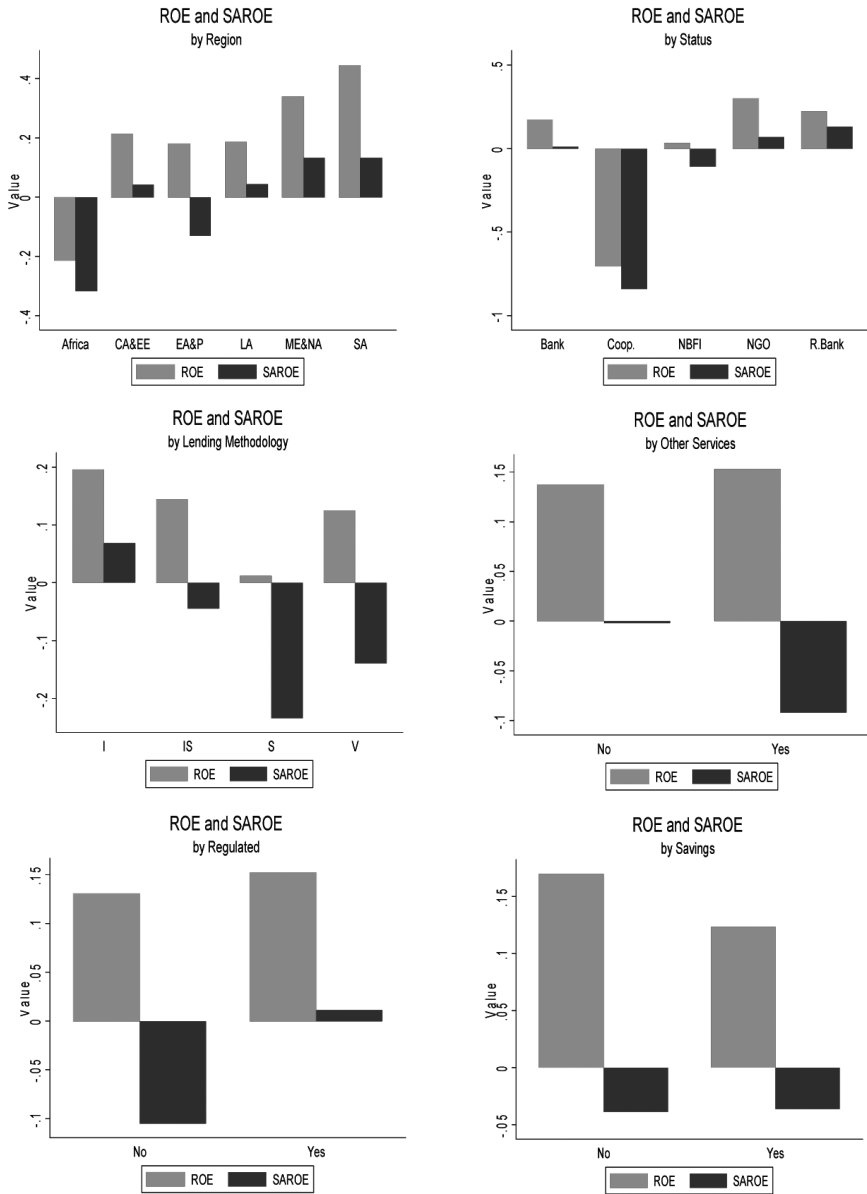 ROE and SAROE
by Region
Value
.4
.2
0
-.2
-.4
Africa CA&EE EA&P LA ME&NA SA
ROE SAROE
ROE and SAROE
by Status
Value
.5
0
-.5
-1
Bank Coop. NBFI NGO R.Bank
ROE SAROE
ROE and SAROE
by Lending Methodology
Value
.2
.1
0
-.1
-.2
I IS S V
ROE SAROE
ROE and SAROE
by Other Services
Value
.15
.1
.05
0
-.05
-.1
No Yes
ROE SAROE
ROE and SAROE
by Regulated
Value
.15
.1
.05
0
-.05
-.1
No Yes
ROE SAROE
ROE and SAROE
by Savings
Value
.15
.1
.05
0
-.05
No Yes
ROE SAROE